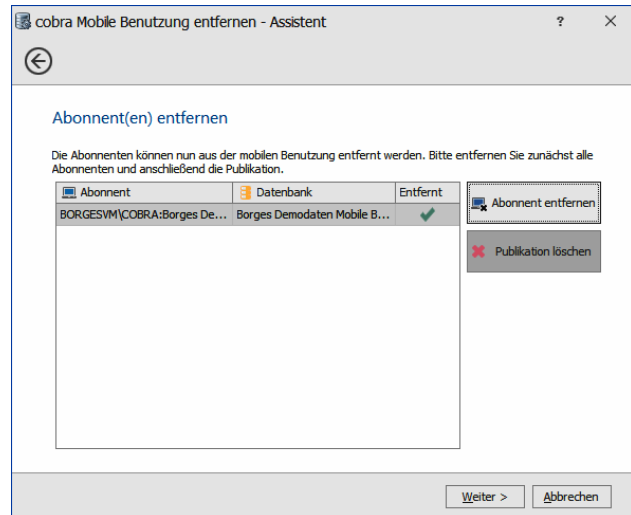 cobra Mobile Benutzung entfernen - Assistent ?
Abonnent(en) entfernen
Die Abonnenten können nun aus der mobilen Benutzung entfernt werden. Bitte entfernen Sie zunächst alle
Abonnenten und anschließend die Publikation.
Abonnent Datenbank Entfernt
BORGESVM\COBRA:Borges De... Borges Demodaten Mobile B...
Abonnent entfernen
Publikation löschen
Weiter > Abbrechen